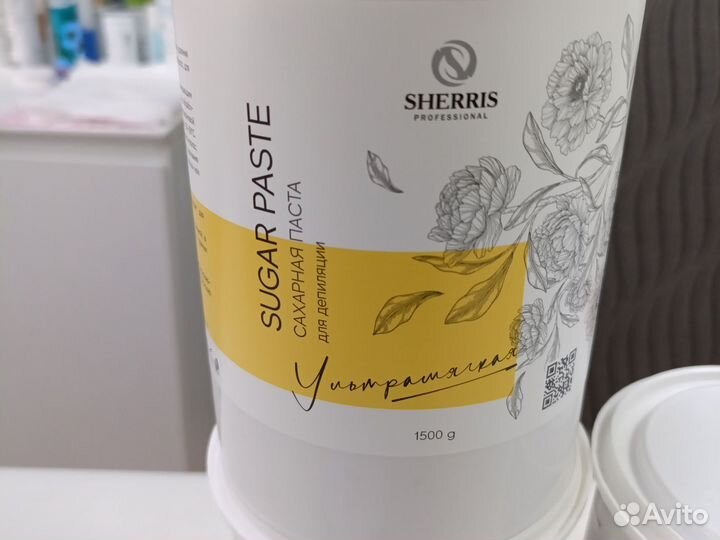 SHERRIS
PROFESSIONAL
SUGAR PASTE
САХАРНАЯ ПАСТА
для депиляции
Ультрамягкая
1500 g
Avito